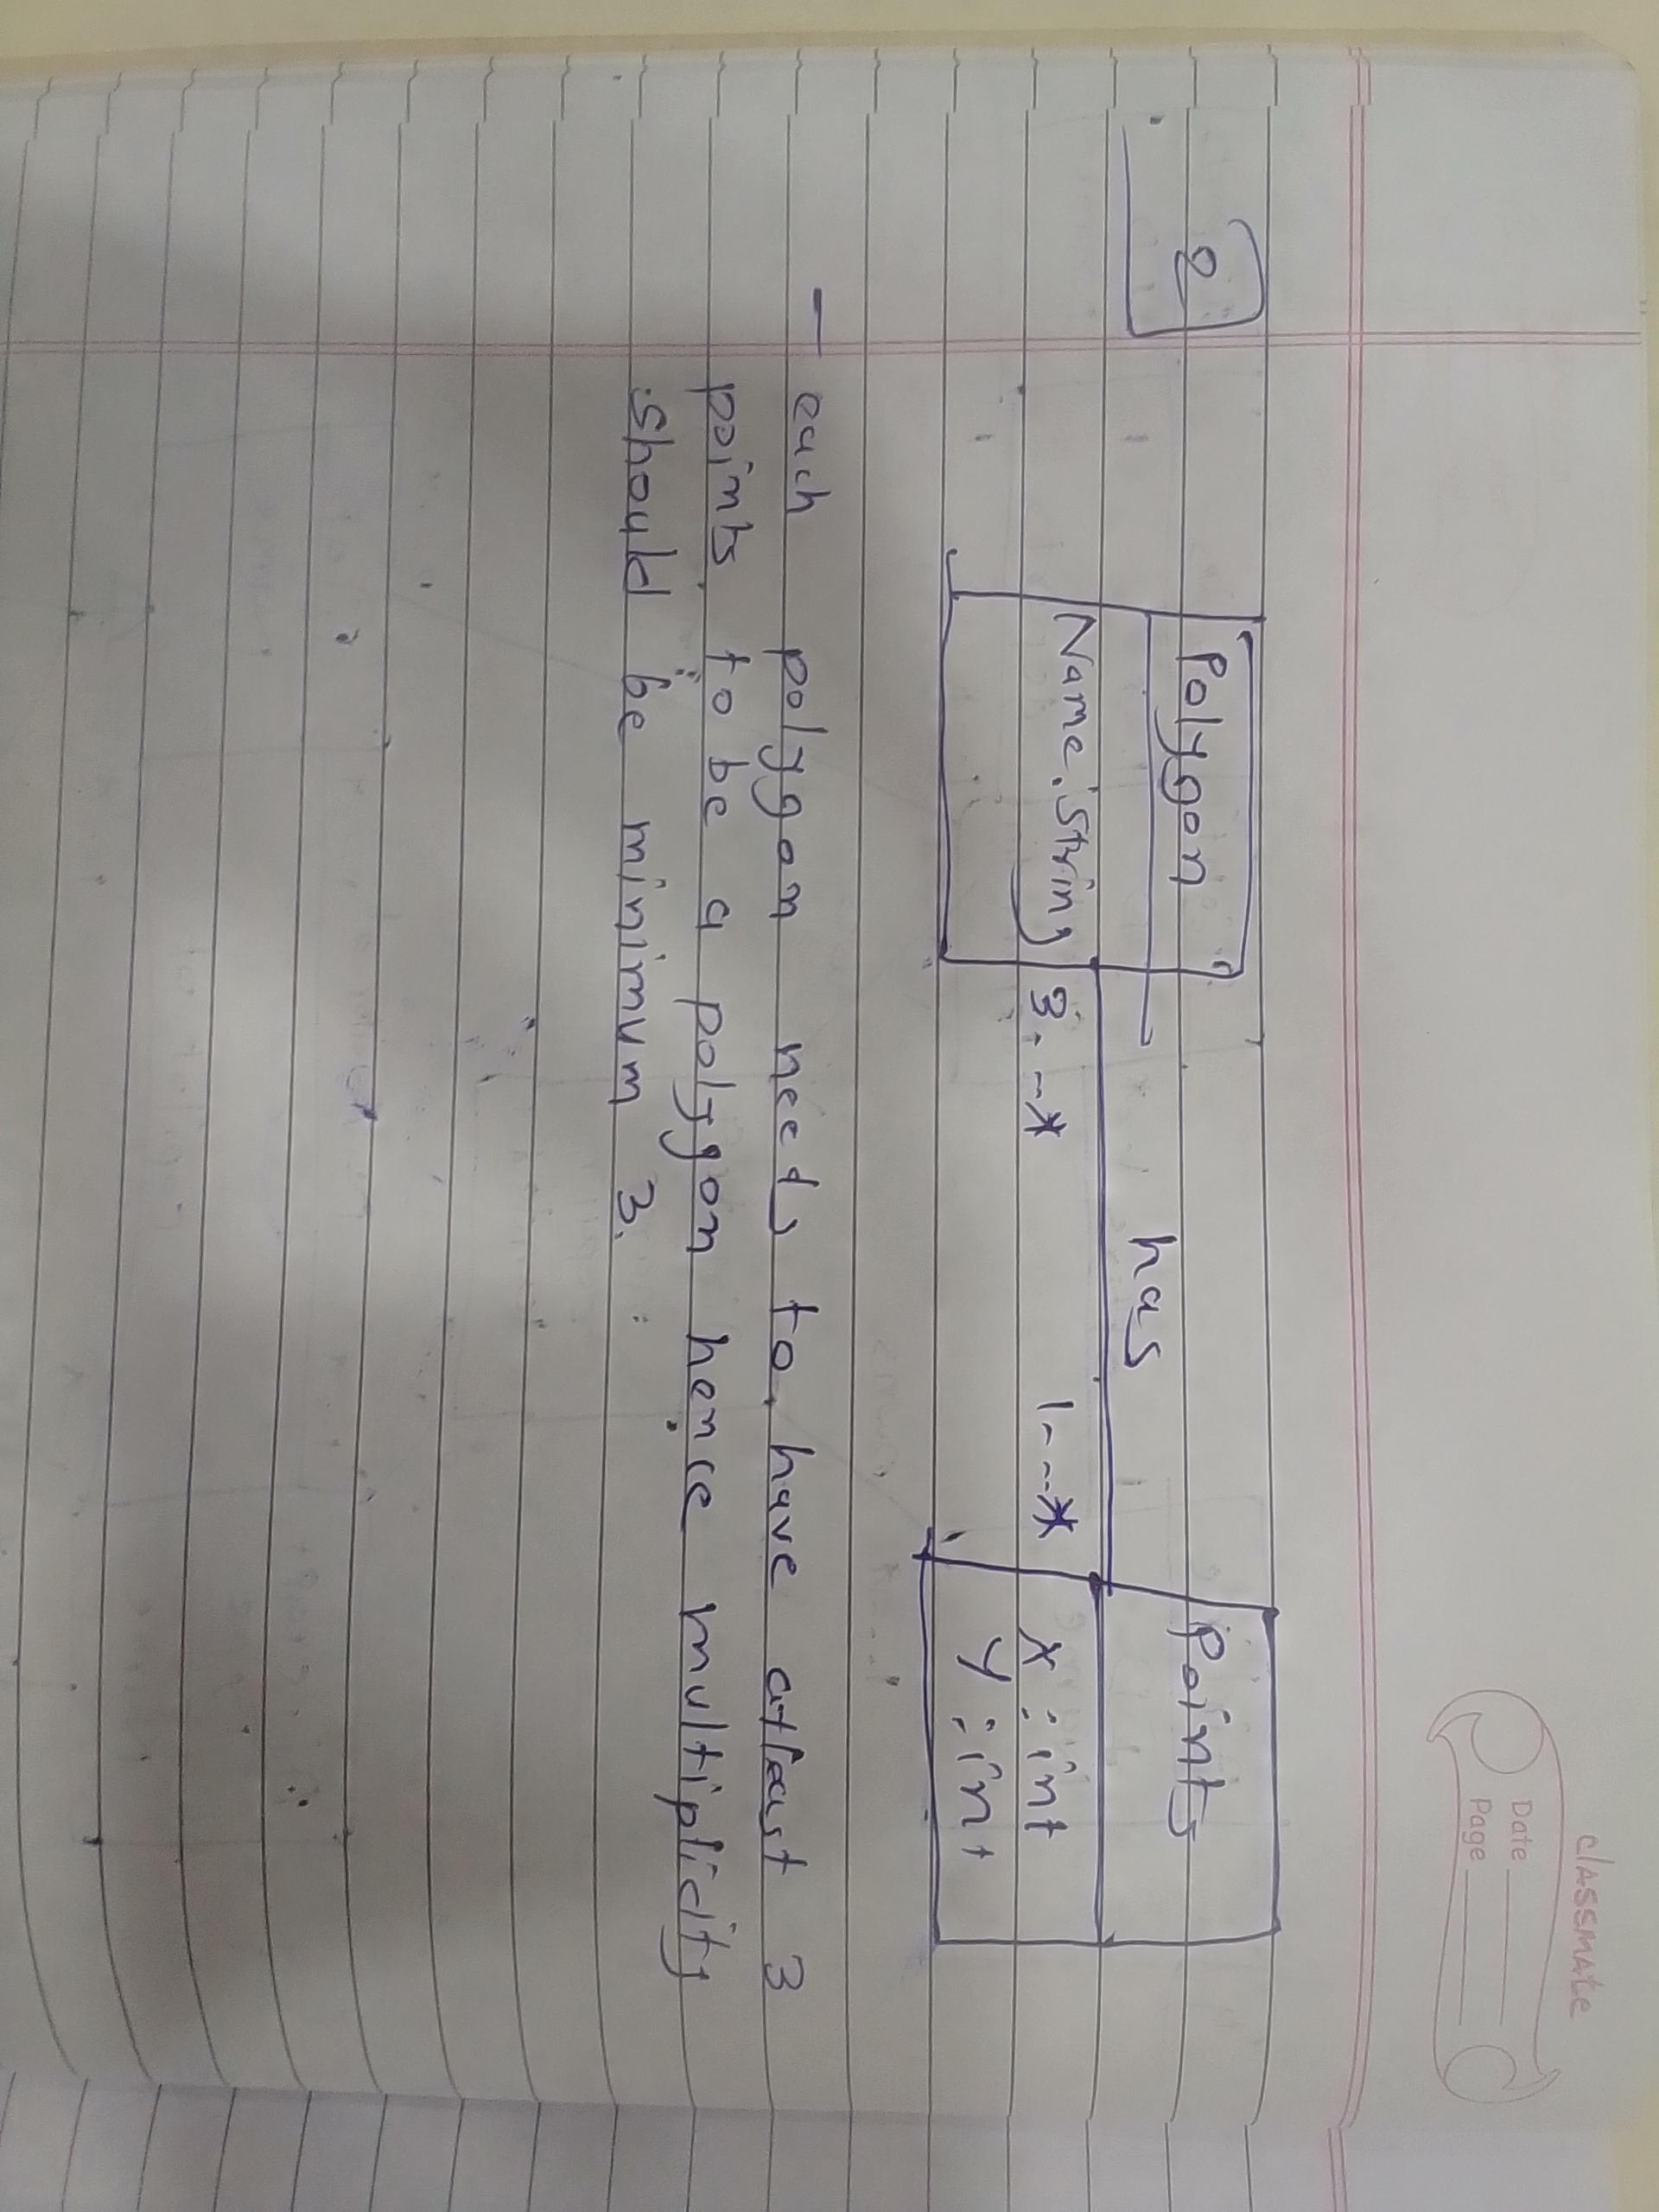 classmate
Date
Page
2
Polygon
Points
has
Name: String
3...*
1...*
x : int
y : int
- each polygon needs to have atleast 3
points to be a polygon hence multiplicity
should be minimum 3.